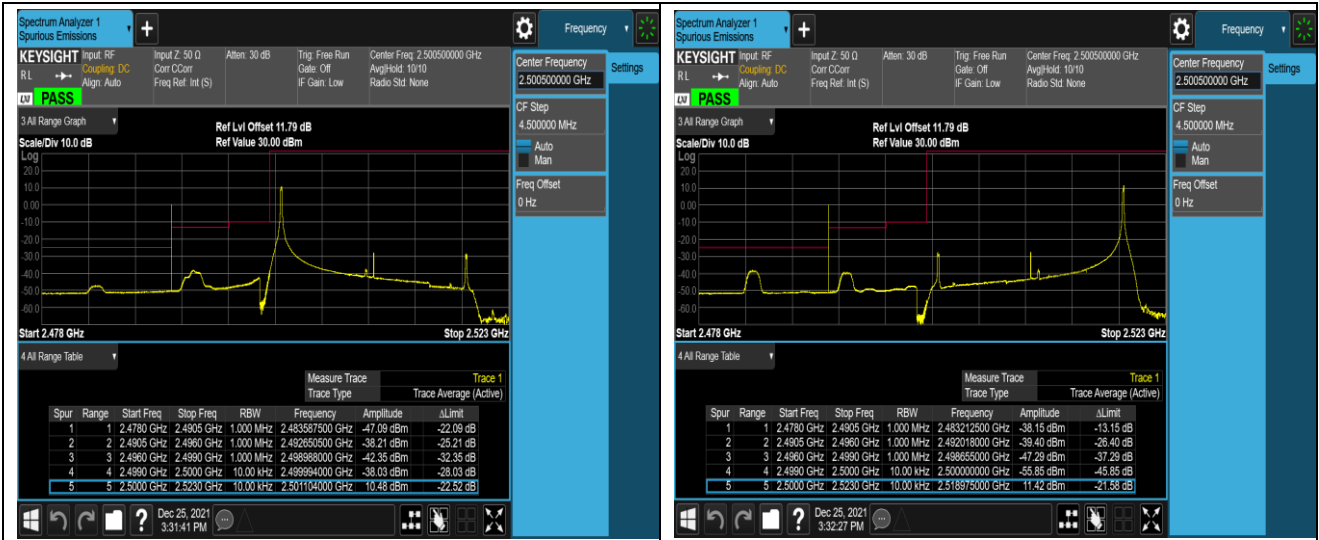 Spectrum Analyzer 1
Spurious Emissions
+
Frequency
KEYSIGHT Input: RF Input Z: 50 Ω Atten: 30 dB Trig: Free Run Center Freq: 2.500500000 GHz
Coupling: DC Corr CCorr Gate: Off Avg|Hold: 10/10
RL Align: Auto Freq Ref: Int (S) IF Gain: Low Radio Std: None
LXI PASS
Center Frequency
2.500500000 GHz
Settings
CF Step
4.500000 MHz
Auto
Man
Freq Offset
0 Hz
3 All Range Graph
Ref Lvl Offset 11.79 dB
Scale/Div 10.0 dB Ref Value 30.00 dBm
Log
20.0
10.0
0.00
-10.0
-20.0
-30.0
-40.0
-50.0
-60.0
Start 2.478 GHz Stop 2.523 GHz
4 All Range Table
Measure Trace Trace 1
Trace Type Trace Average (Active)
Spur Range Start Freq Stop Freq RBW Frequency Amplitude ΔLimit
1 1 2.4780 GHz 2.4905 GHz 1.000 MHz 2.483587500 GHz -47.09 dBm -22.09 dB
2 2 2.4905 GHz 2.4960 GHz 1.000 MHz 2.492650500 GHz -38.21 dBm -25.21 dB
3 3 2.4960 GHz 2.4990 GHz 1.000 MHz 2.498988000 GHz -42.35 dBm -32.35 dB
4 4 2.4990 GHz 2.5000 GHz 10.00 kHz 2.499994000 GHz -38.03 dBm -28.03 dB
5 5 2.5000 GHz 2.5230 GHz 10.00 kHz 2.501104000 GHz 10.48 dBm -22.52 dB
?
Dec 25, 2021
3:31:41 PM
Spectrum Analyzer 1
Spurious Emissions
+
Frequency
KEYSIGHT Input: RF Input Z: 50 Ω Atten: 30 dB Trig: Free Run Center Freq: 2.500500000 GHz
Coupling: DC Corr CCorr Gate: Off Avg|Hold: 10/10
RL Align: Auto Freq Ref: Int (S) IF Gain: Low Radio Std: None
LXI PASS
Center Frequency
2.500500000 GHz
Settings
CF Step
4.500000 MHz
Auto
Man
Freq Offset
0 Hz
3 All Range Graph
Ref Lvl Offset 11.79 dB
Scale/Div 10.0 dB Ref Value 30.00 dBm
Log
20.0
10.0
0.00
-10.0
-20.0
-30.0
-40.0
-50.0
-60.0
Start 2.478 GHz Stop 2.523 GHz
4 All Range Table
Measure Trace Trace 1
Trace Type Trace Average (Active)
Spur Range Start Freq Stop Freq RBW Frequency Amplitude ΔLimit
1 1 2.4780 GHz 2.4905 GHz 1.000 MHz 2.483212500 GHz -38.15 dBm -13.15 dB
2 2 2.4905 GHz 2.4960 GHz 1.000 MHz 2.492018000 GHz -39.40 dBm -26.40 dB
3 3 2.4960 GHz 2.4990 GHz 1.000 MHz 2.498655000 GHz -47.29 dBm -37.29 dB
4 4 2.4990 GHz 2.5000 GHz 10.00 kHz 2.500000000 GHz -55.85 dBm -45.85 dB
5 5 2.5000 GHz 2.5230 GHz 10.00 kHz 2.518975000 GHz 11.42 dBm -21.58 dB
?
Dec 25, 2021
3:32:27 PM